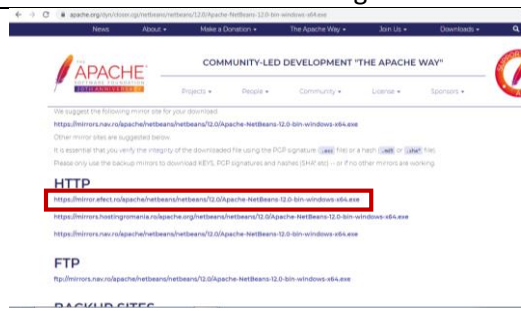 apache.org/dyn/closer.cgi/netbeans/netbeans/12.0/Apache-NetBeans-12.0-bin-windows-x64.exe
News About Make a Donation The Apache Way Join Us Downloads
THE
APACHE
SOFTWARE FOUNDATION
COMMUNITY-LED DEVELOPMENT "THE APACHE WAY"
Projects People Community License Sponsors
We suggest the following mirror site for your download:
https://mirrors.nav.ro/apache/netbeans/netbeans/12.0/Apache-NetBeans-12.0-bin-windows-x64.exe
Other mirror sites are suggested below.
It is essential that you verify the integrity of the downloaded file using the PGP signature (.asc file) or a hash (.md5 or .sha* file).
Please only use the backup mirrors to download KEYS, PGP signatures and hashes (SHA* etc) -- or if no other mirrors are working.
HTTP
https://mirror.efect.ro/apache/netbeans/netbeans/12.0/Apache-NetBeans-12.0-bin-windows-x64.exe
https://mirrors.hostingromania.ro/apache.org/netbeans/netbeans/12.0/Apache-NetBeans-12.0-bin-windows-x64.exe
https://mirrors.nav.ro/apache/netbeans/netbeans/12.0/Apache-NetBeans-12.0-bin-windows-x64.exe
FTP
ftp://mirrors.nav.ro/apache/netbeans/netbeans/12.0/Apache-NetBeans-12.0-bin-windows-x64.exe
BACKUP SITES